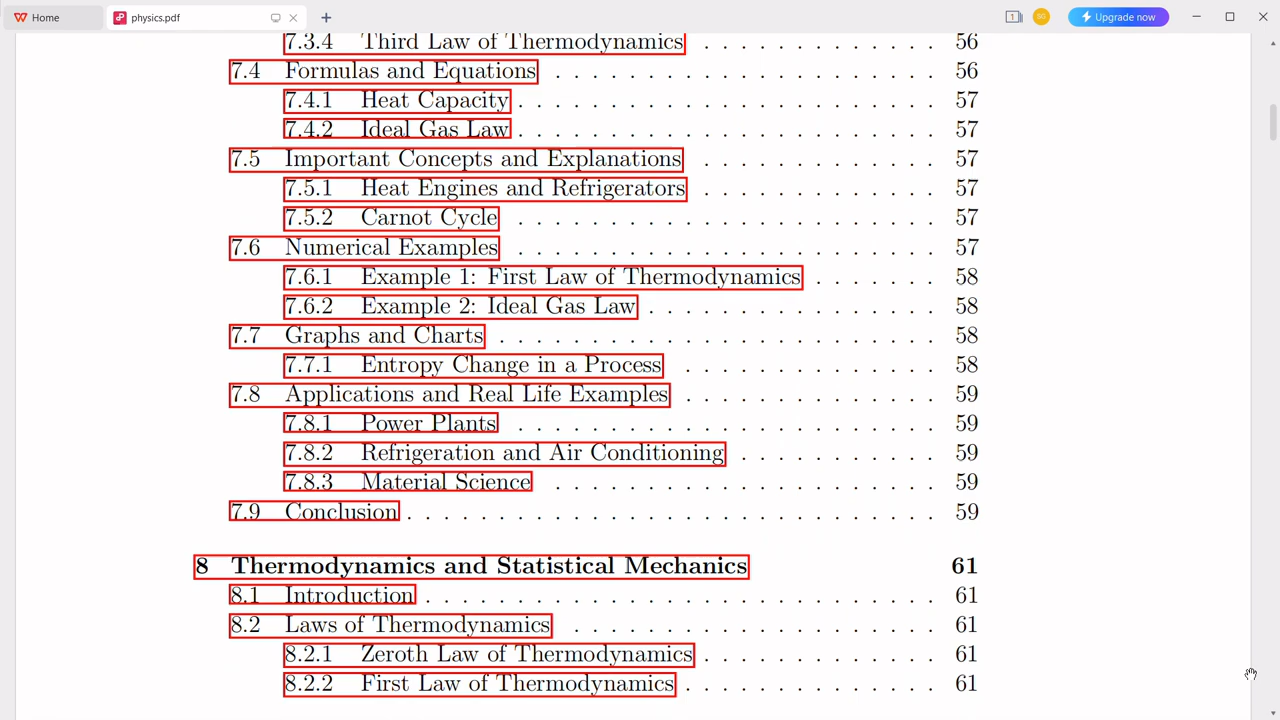 Home
physics.pdf
1
SG
Upgrade now
7.3.4 Third Law of Thermodynamics . . . . . . . . . . . . . 56
7.4 Formulas and Equations . . . . . . . . . . . . . . . . . . . . . 56
7.4.1 Heat Capacity . . . . . . . . . . . . . . . . . . . . . . . 57
7.4.2 Ideal Gas Law . . . . . . . . . . . . . . . . . . . . . . . 57
7.5 Important Concepts and Explanations . . . . . . . . . . . . . 57
7.5.1 Heat Engines and Refrigerators . . . . . . . . . . . . . 57
7.5.2 Carnot Cycle . . . . . . . . . . . . . . . . . . . . . . . 57
7.6 Numerical Examples . . . . . . . . . . . . . . . . . . . . . . . 57
7.6.1 Example 1: First Law of Thermodynamics . . . . . . . 58
7.6.2 Example 2: Ideal Gas Law . . . . . . . . . . . . . . . . 58
7.7 Graphs and Charts . . . . . . . . . . . . . . . . . . . . . . . . 58
7.7.1 Entropy Change in a Process . . . . . . . . . . . . . . 58
7.8 Applications and Real Life Examples . . . . . . . . . . . . . . 59
7.8.1 Power Plants . . . . . . . . . . . . . . . . . . . . . . . 59
7.8.2 Refrigeration and Air Conditioning . . . . . . . . . . . 59
7.8.3 Material Science . . . . . . . . . . . . . . . . . . . . . 59
7.9 Conclusion . . . . . . . . . . . . . . . . . . . . . . . . . . . . . 59
8 Thermodynamics and Statistical Mechanics 61
8.1 Introduction . . . . . . . . . . . . . . . . . . . . . . . . . . . . 61
8.2 Laws of Thermodynamics . . . . . . . . . . . . . . . . . . . . 61
8.2.1 Zeroth Law of Thermodynamics . . . . . . . . . . . . . 61
8.2.2 First Law of Thermodynamics . . . . . . . . . . . . . . 61